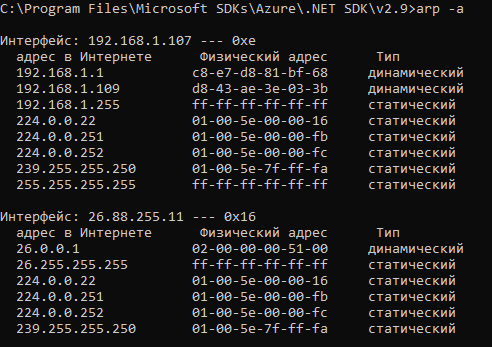 C:\Program Files\Microsoft SDKs\Azure\.NET SDK\v2.9>arp -a
Интерфейс: 192.168.1.107 --- 0xe
адрес в Интернете Физический адрес Тип
192.168.1.1 c8-e7-d8-81-bf-68 динамический
192.168.1.109 d8-43-ae-3e-03-3b динамический
192.168.1.255 ff-ff-ff-ff-ff-ff статический
224.0.0.22 01-00-5e-00-00-16 статический
224.0.0.251 01-00-5e-00-00-fb статический
224.0.0.252 01-00-5e-00-00-fc статический
239.255.255.250 01-00-5e-7f-ff-fa статический
255.255.255.255 ff-ff-ff-ff-ff-ff статический
Интерфейс: 26.88.255.11 --- 0x16
адрес в Интернете Физический адрес Тип
26.0.0.1 02-00-00-00-51-00 динамический
26.255.255.255 ff-ff-ff-ff-ff-ff статический
224.0.0.22 01-00-5e-00-00-16 статический
224.0.0.251 01-00-5e-00-00-fb статический
224.0.0.252 01-00-5e-00-00-fc статический
239.255.255.250 01-00-5e-7f-ff-fa статический